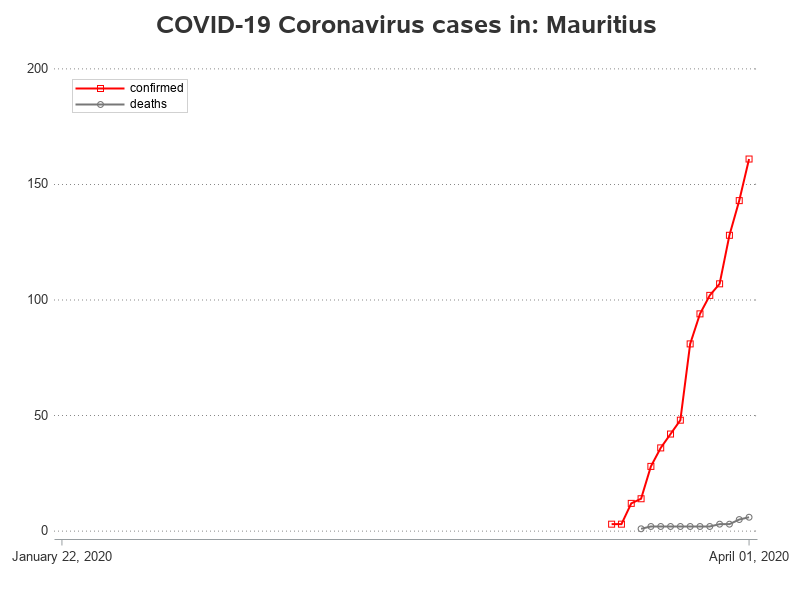 COVID-19 Coronavirus cases in: Mauritius
200
confirmed
deaths
150
100
50
0
January 22, 2020 April 01, 2020